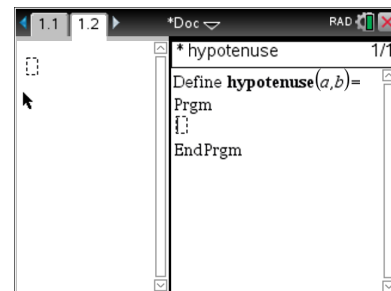 1.1 1.2 *Doc RAD
* hypotenuse 1/1
Define hypotenuse(a,b)=
Prgm
EndPrgm